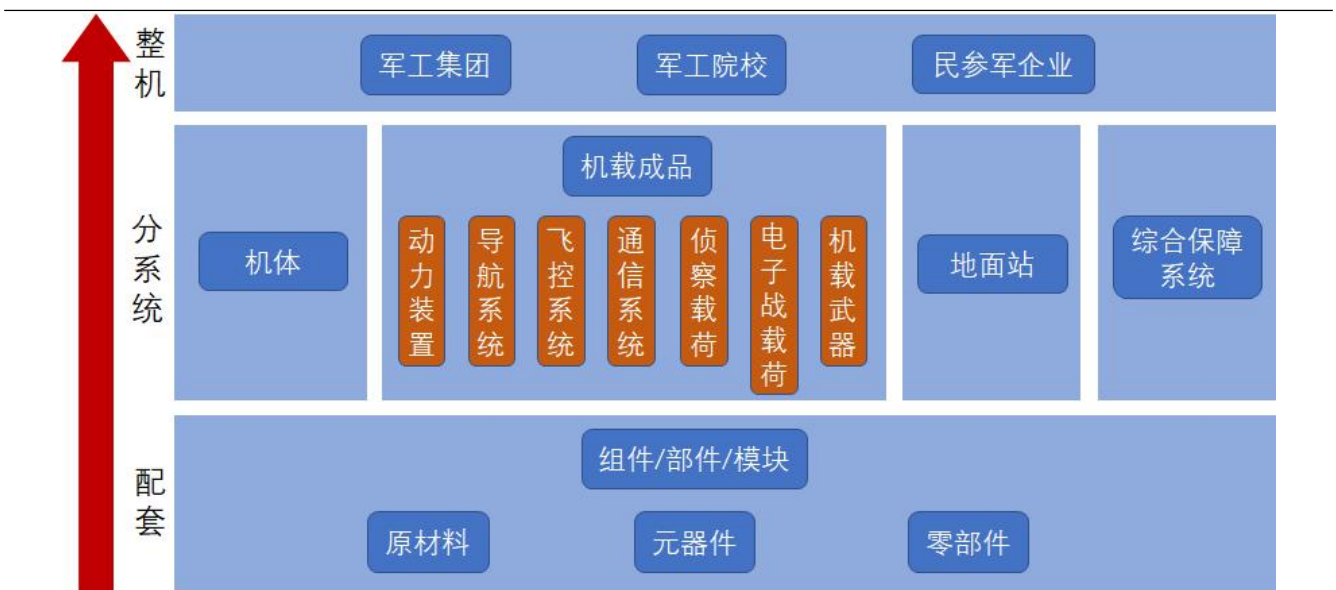 整机
军工集团
军工院校
民参军企业
分系统
机体
机载成品
动力装置
导航系统
飞控系统
通信系统
侦察载荷
电子战载荷
机载武器
地面站
综合保障
系统
配套
组件/部件/模块
原材料
元器件
零部件